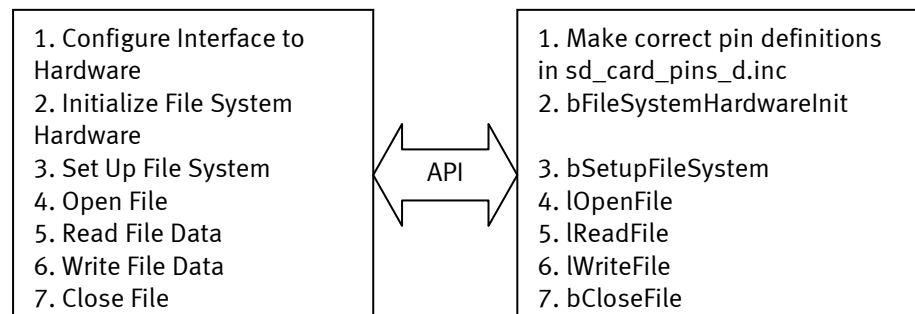 1. Configure Interface to
Hardware
2. Initialize File System
Hardware
3. Set Up File System
4. Open File
5. Read File Data
6. Write File Data
7. Close File
API
1. Make correct pin definitions
in sd_card_pins_d.inc
2. bFileSystemHardwareInit
3. bSetupFileSystem
4. lOpenFile
5. lReadFile
6. lWriteFile
7. bCloseFile